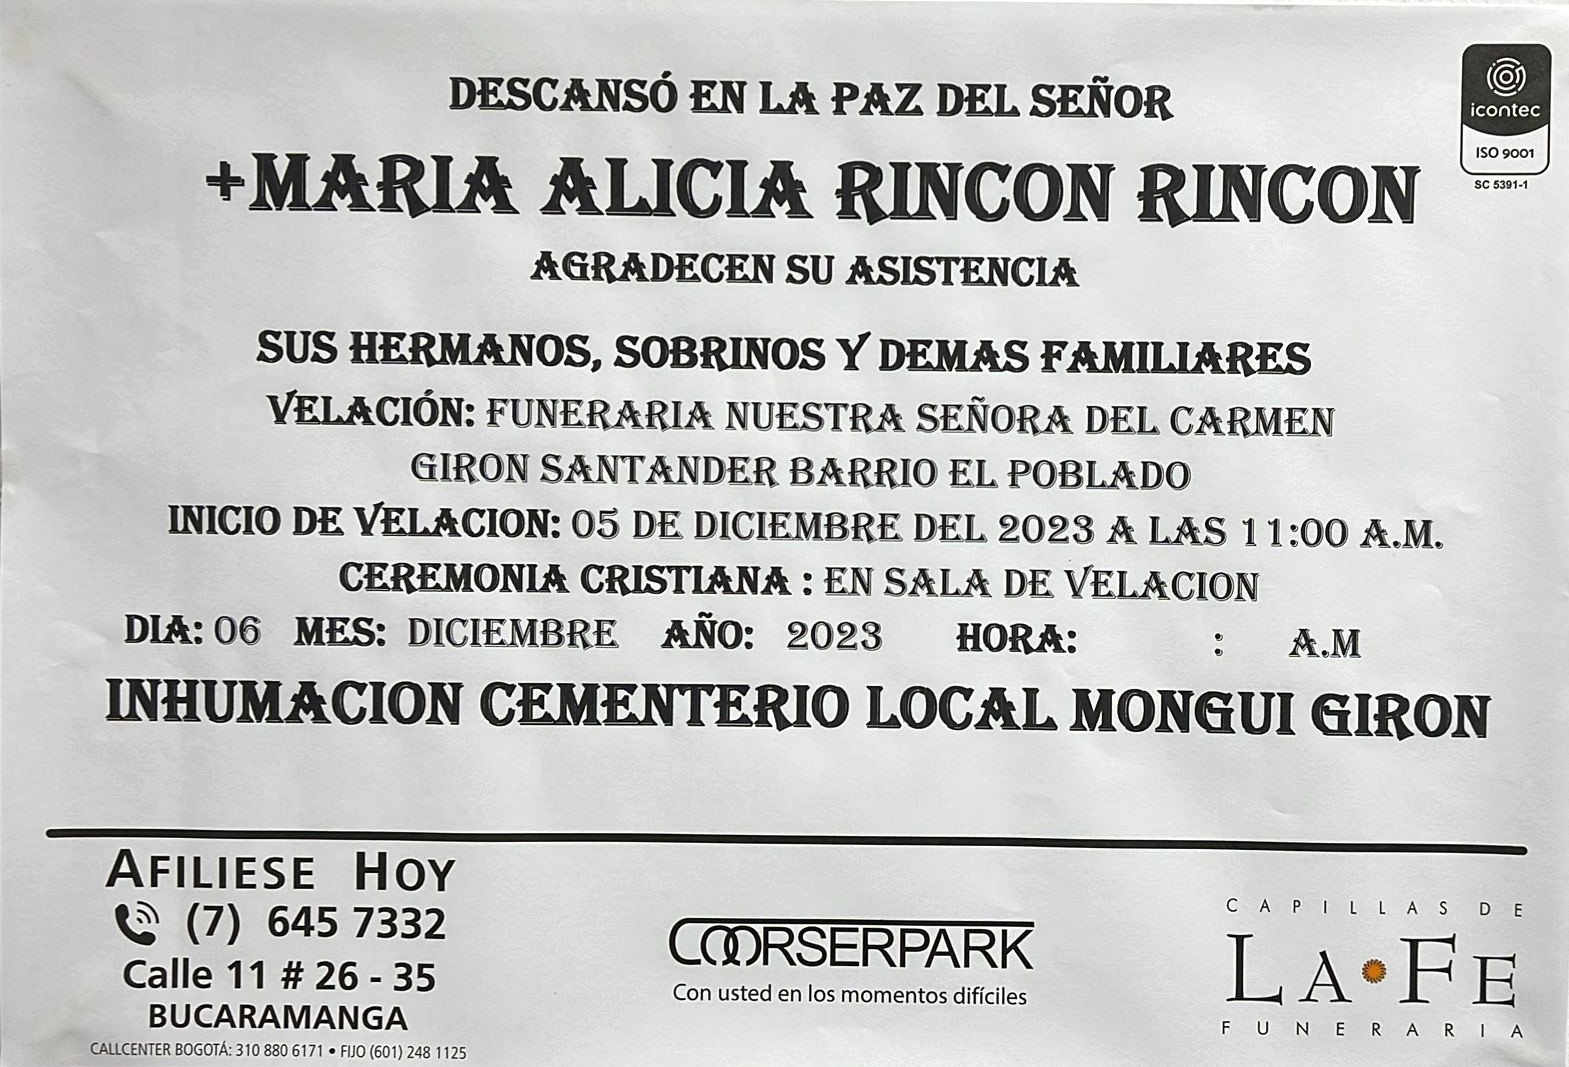 icontec
ISO 9001
SC 5391-1
DESCANSÓ EN LA PAZ DEL SEÑOR
+MARIA ALICIA RINCON RINCON
AGRADECEN SU ASISTENCIA
SUS HERMANOS, SOBRINOS Y DEMAS FAMILIARES
VELACIÓN: FUNERARIA NUESTRA SEÑORA DEL CARMEN
GIRON SANTANDER BARRIO EL POBLADO
INICIO DE VELACION: 05 DE DICIEMBRE DEL 2023 A LAS 11:00 A.M.
CEREMONIA CRISTIANA : EN SALA DE VELACION
DIA: 06 MES: DICIEMBRE AÑO: 2023 HORA: : A.M
INHUMACION CEMENTERIO LOCAL MONGUI GIRON
AFILIESE HOY
(7) 645 7332
Calle 11 # 26 - 35
BUCARAMANGA
CALLCENTER BOGOTÁ: 310 880 6171 • FIJO (601) 248 1125
COORSERPARK
Con usted en los momentos difíciles
CAPILLAS DE
LA FE
FUNERARIA